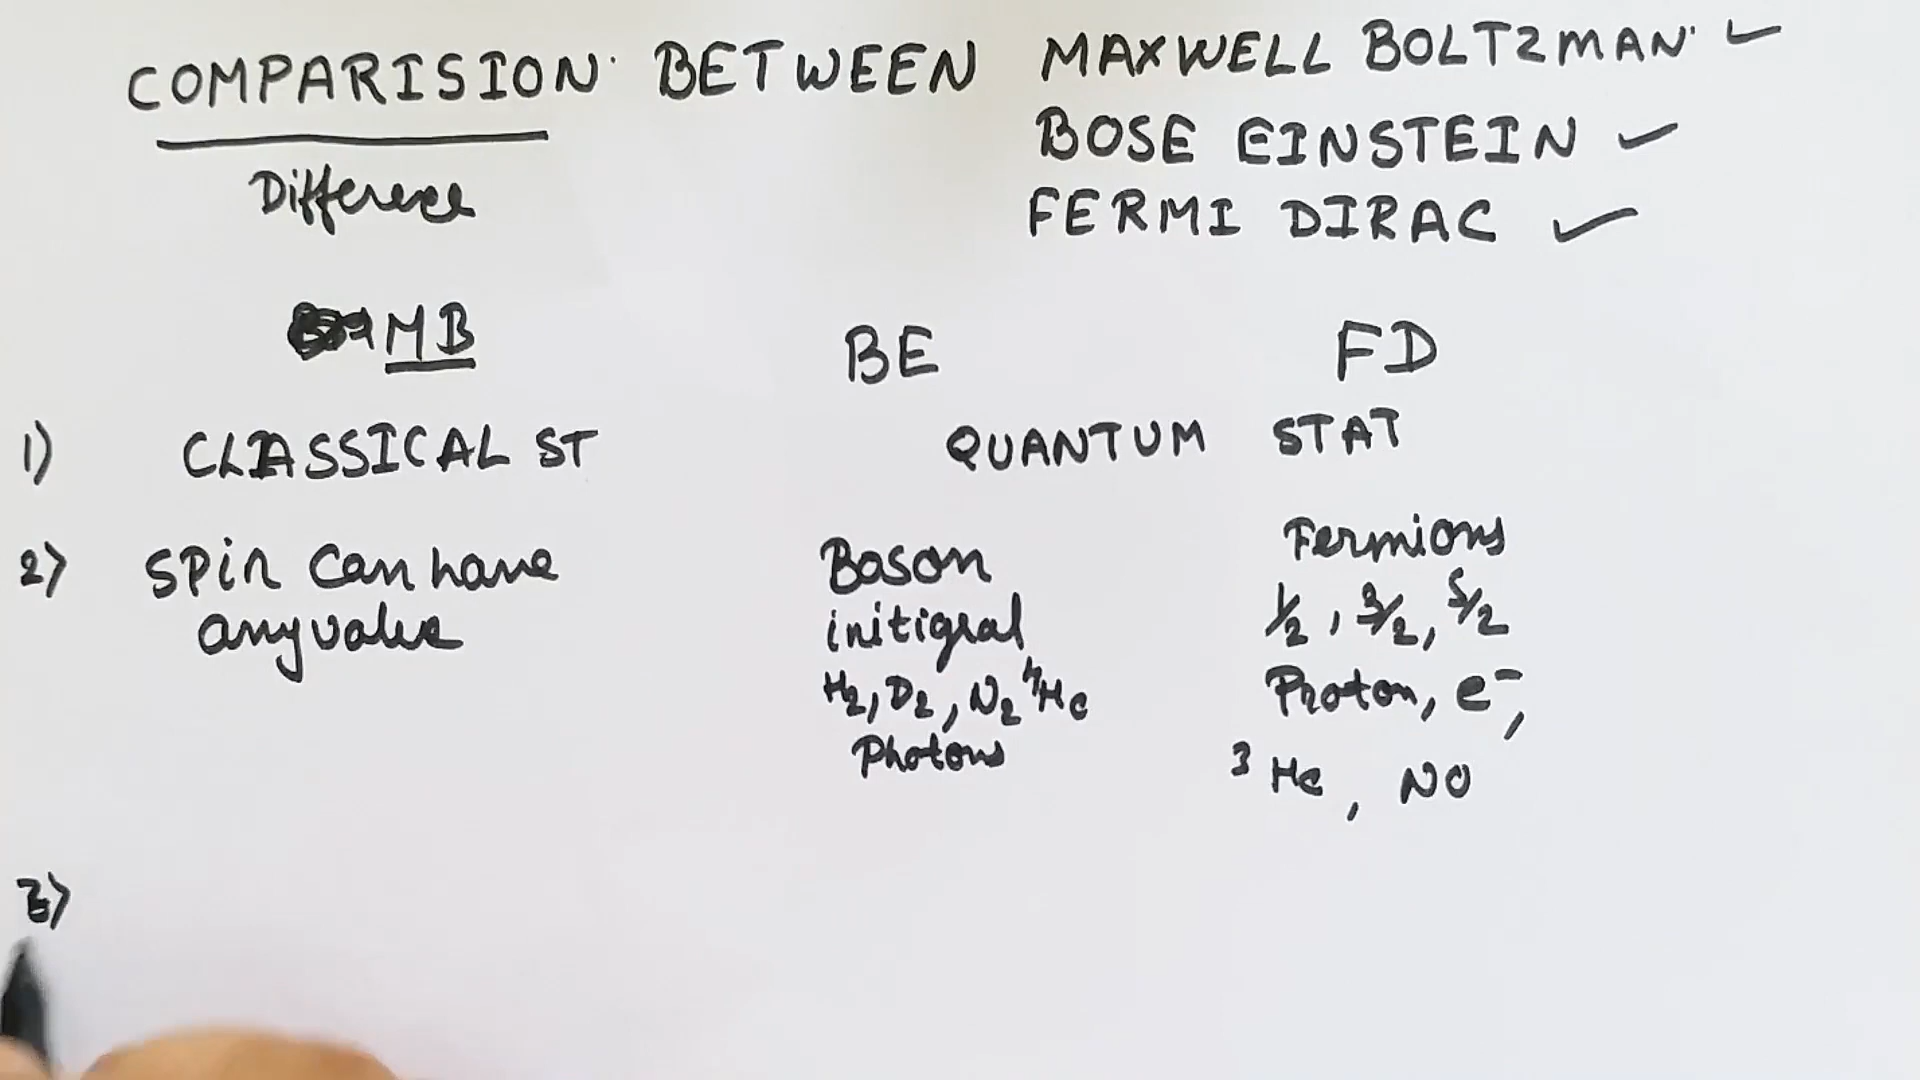 COMPARISION BETWEEN MAXWELL BOLTZMAN
BOSE EINSTEIN
FERMI DIRAC
Difference
MB BE FD
1) CLASSICAL ST QUANTUM STAT
2) SPin Can have any value
Boson
initigral
H₂, D₂, N₂ ⁴He
Photons
Fermions
1/2, 3/2, 5/2
Proton, e⁻,
³He, NO
3)